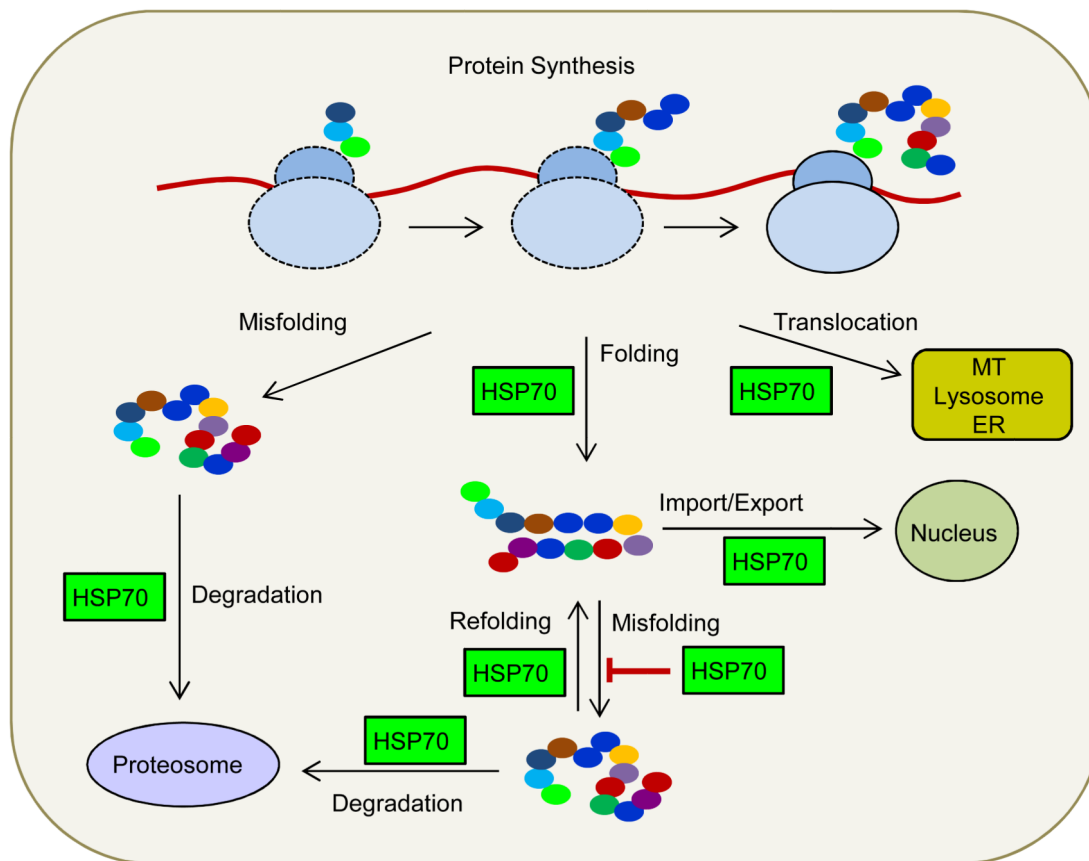 Protein Synthesis
Misfolding
Folding
Translocation
HSP70
HSP70
MT
Lysosome
ER
Import/Export
HSP70
Nucleus
HSP70
Degradation
Refolding
Misfolding
HSP70
HSP70
HSP70
Proteosome
Degradation